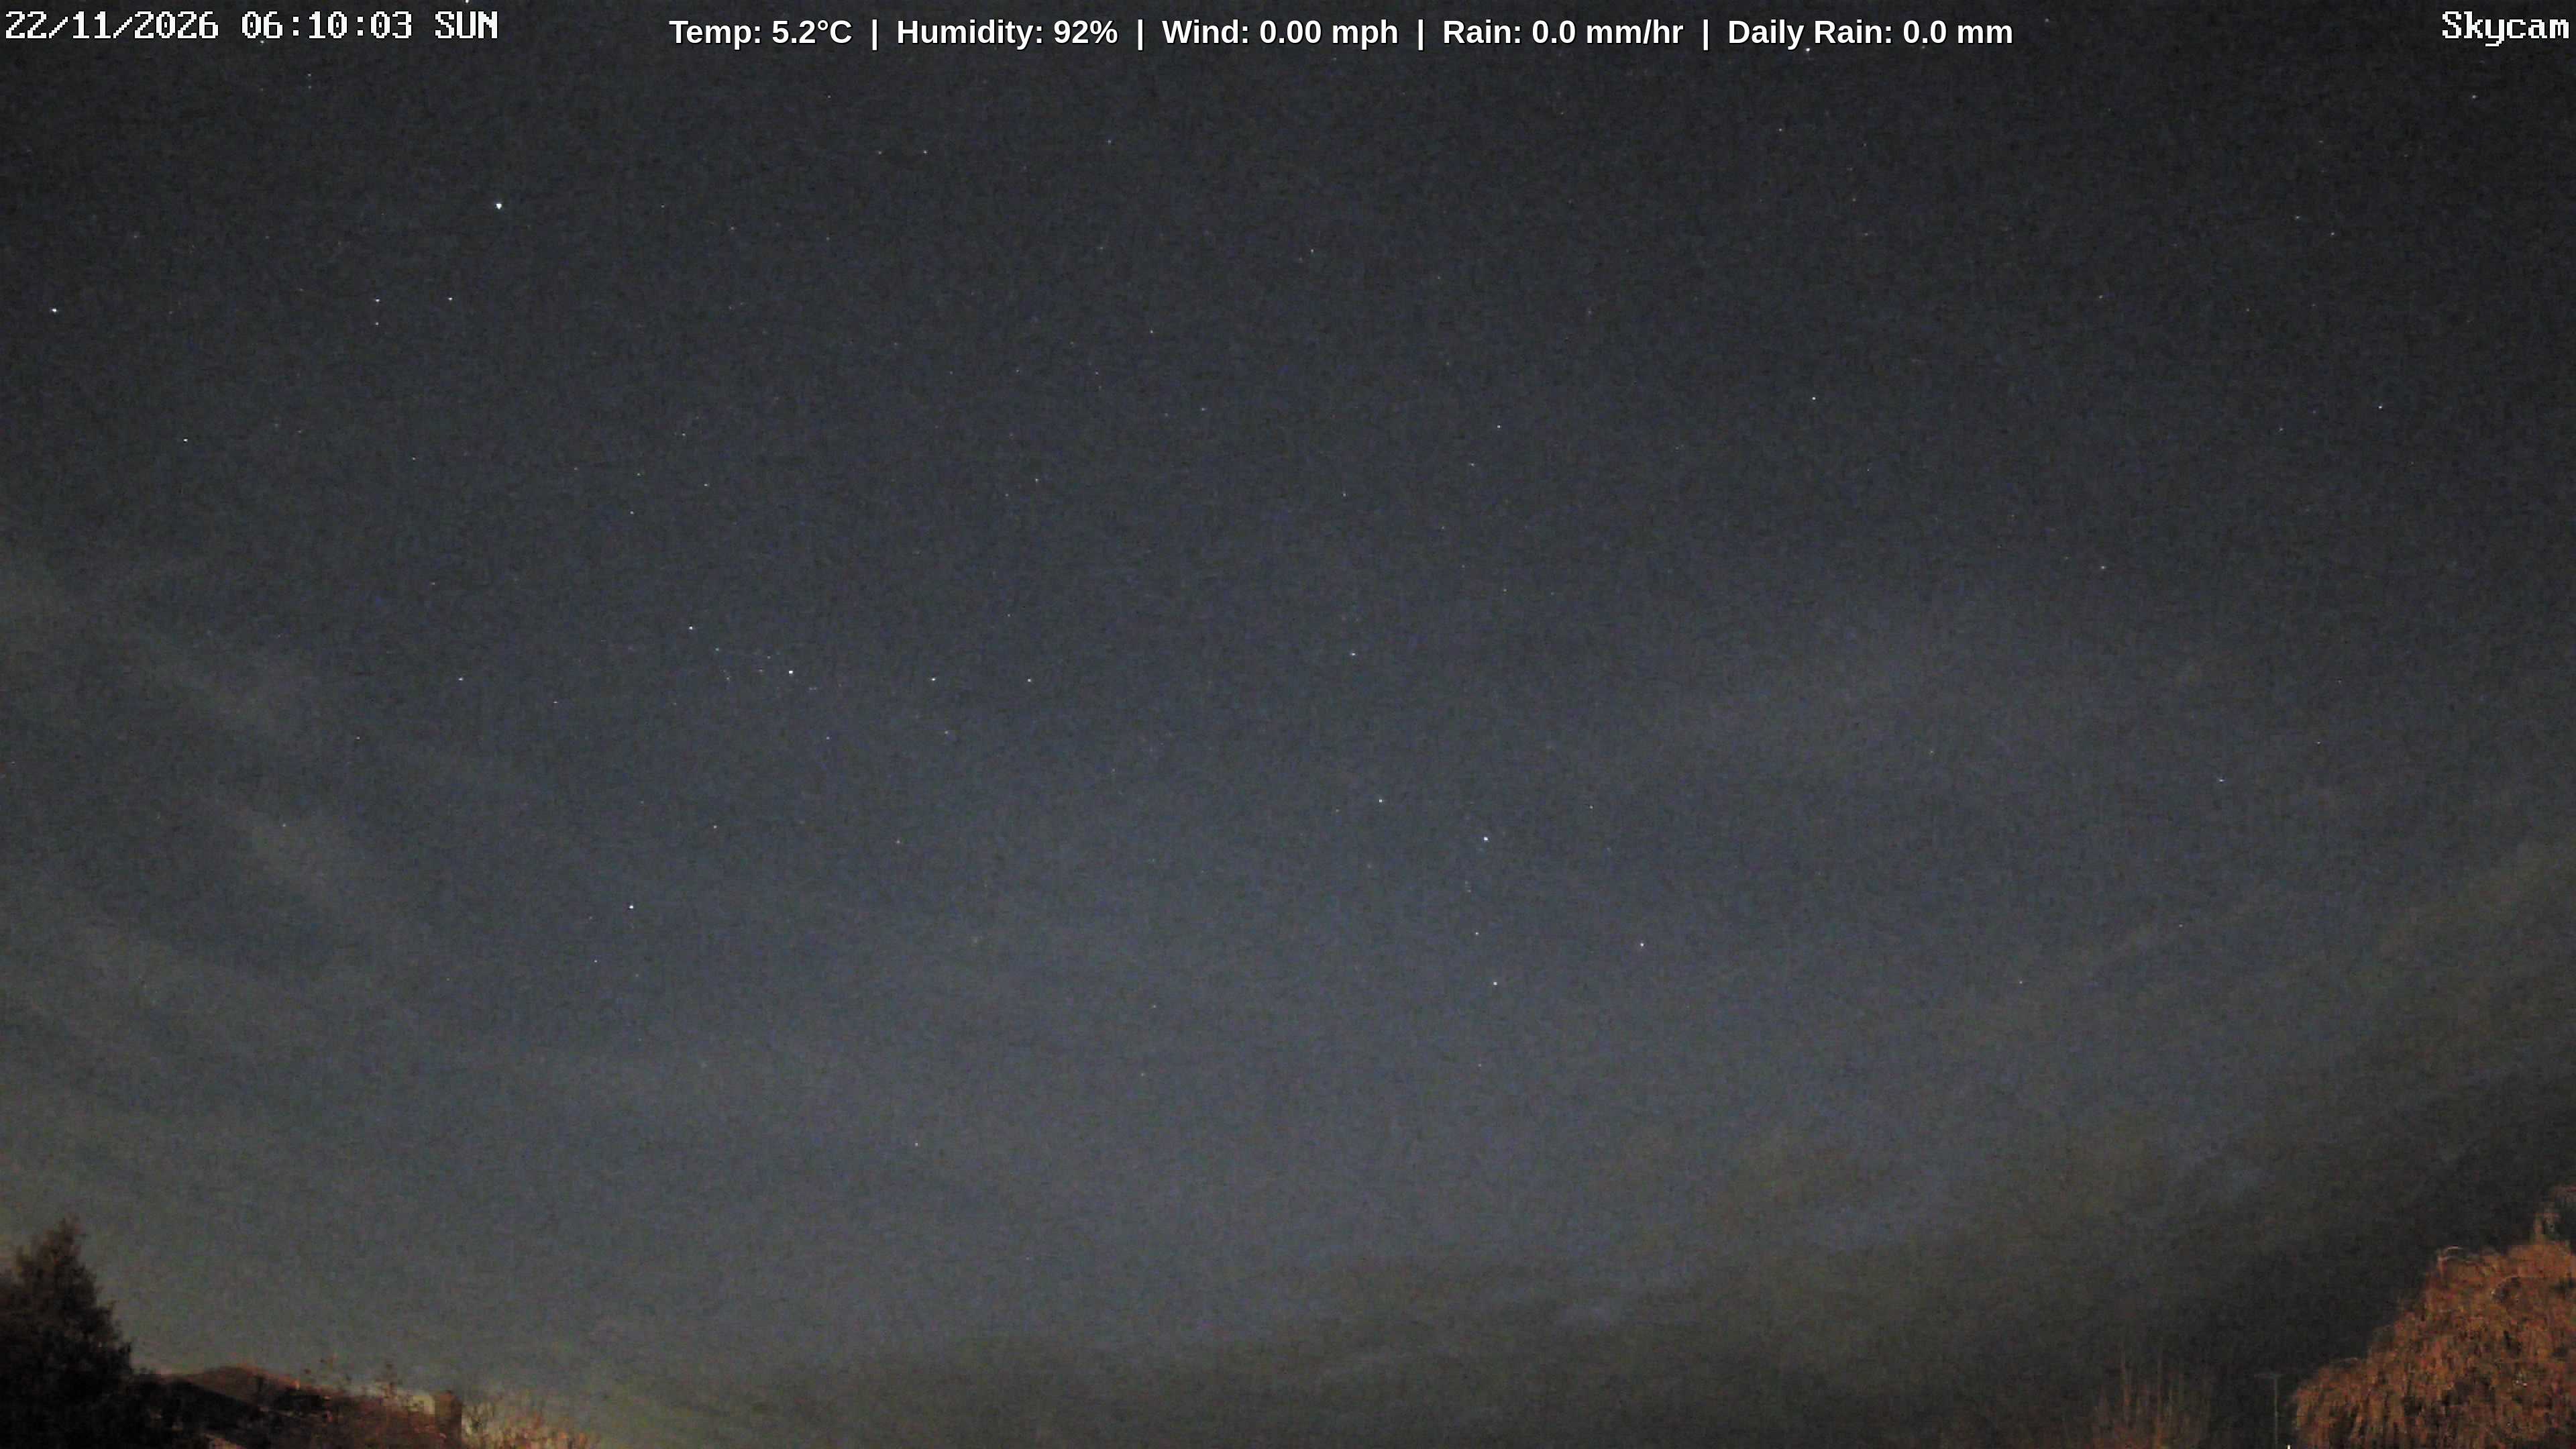 22/11/2026 06:10:03 SUN
Temp: 5.2°C | Humidity: 92% | Wind: 0.00 mph | Rain: 0.0 mm/hr | Daily Rain: 0.0 mm
Skycam